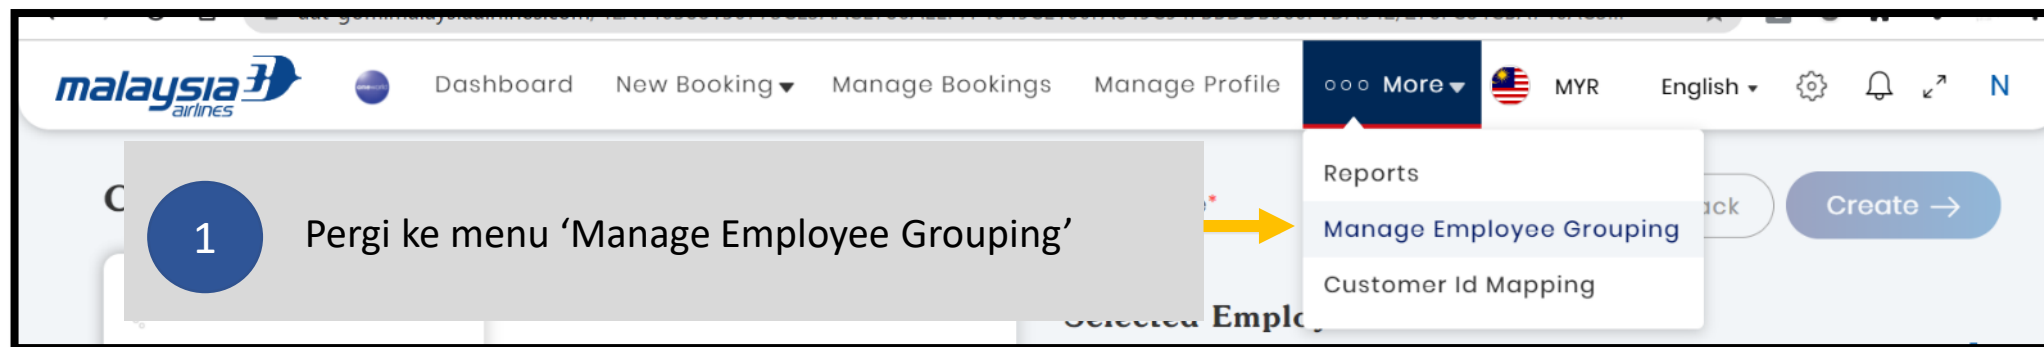 malaysia airlines
Dashboard New Booking Manage Bookings Manage Profile More MYR English N
Reports
Manage Employee Grouping
Customer Id Mapping
1 Pergi ke menu ‘Manage Employee Grouping’
Create →
Selected